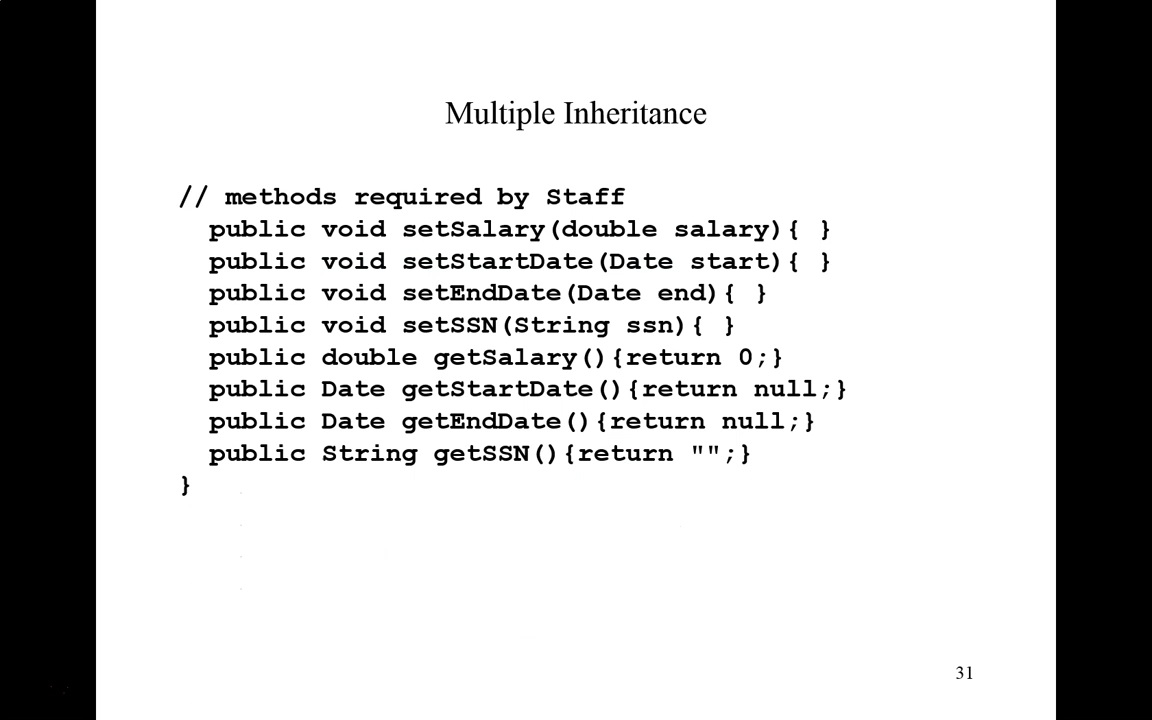 Multiple Inheritance
// methods required by Staff
public void setSalary(double salary){ }
public void setStartDate(Date start){ }
public void setEndDate(Date end){ }
public void setSSN(String ssn){ }
public double getSalary(){return 0;}
public Date getStartDate(){return null;}
public Date getEndDate(){return null;}
public String getSSN(){return "";}
}
31